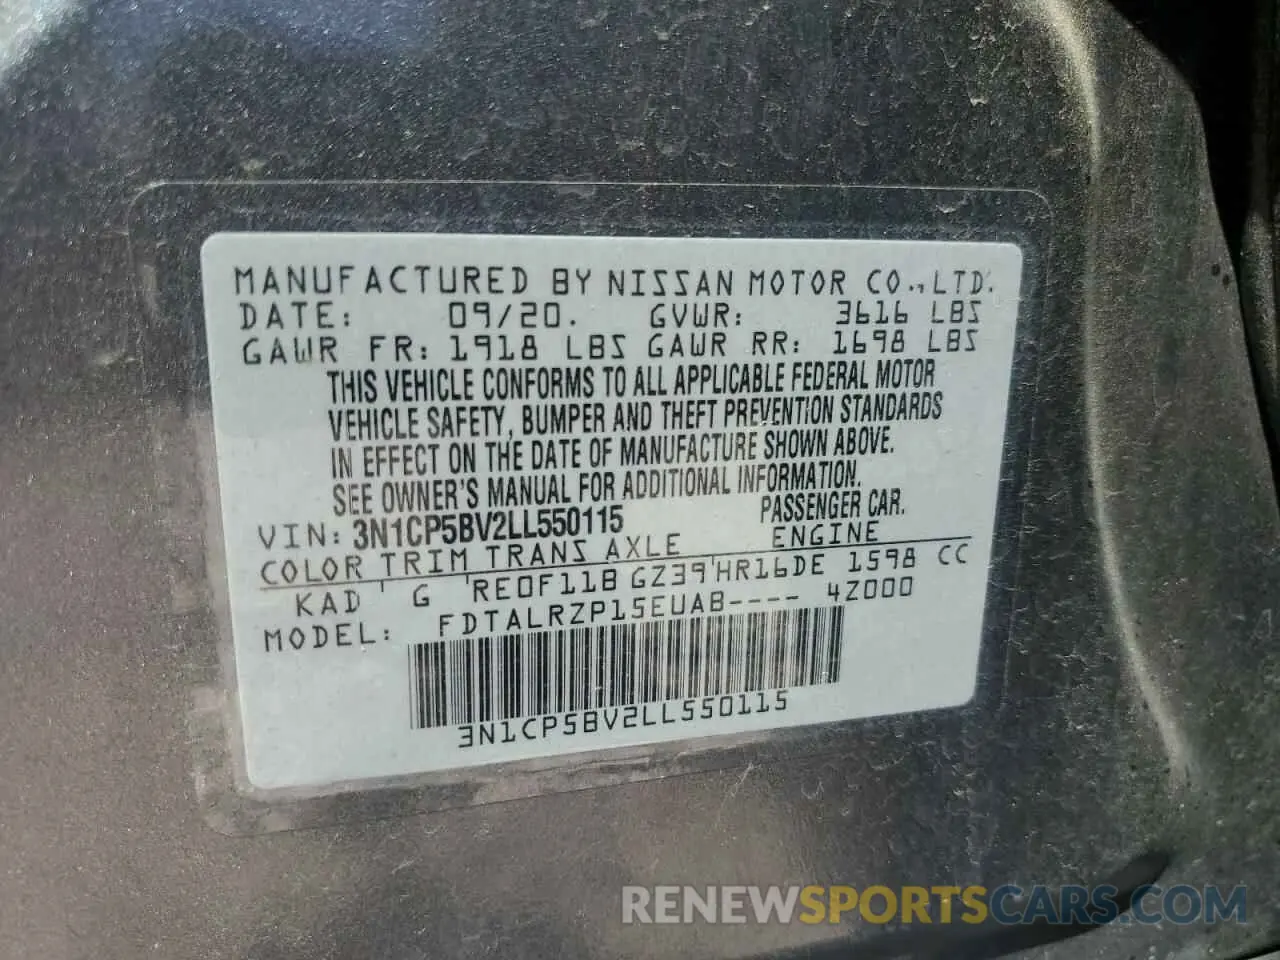 MANUFACTURED BY NISSAN MOTOR CO.,LTD.
DATE: 09/20. GVWR: 3616 LBS
GAWR FR: 1918 LBS GAWR RR: 1698 LBS
THIS VEHICLE CONFORMS TO ALL APPLICABLE FEDERAL MOTOR
VEHICLE SAFETY, BUMPER AND THEFT PREVENTION STANDARDS
IN EFFECT ON THE DATE OF MANUFACTURE SHOWN ABOVE.
SEE OWNER'S MANUAL FOR ADDITIONAL INFORMATION.
VIN: 3N1CP5BV2LL550115 PASSENGER CAR.
COLOR TRIM TRANS AXLE ENGINE
KAD G RE0F11B GZ39 HR16DE 1598 CC
MODEL: FDTALRZP15EUAB---- 4Z000
3N1CP5BV2LL550115
RENEWSPORTSCARS.COM